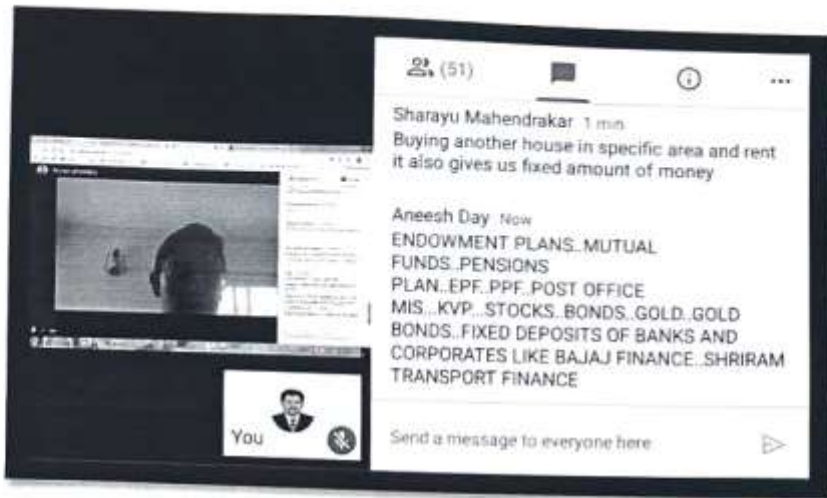 (51)
Sharayu Mahendrakar 1 min
Buying another house in specific area and rent
it also gives us fixed amount of money
Aneesh Day Now
ENDOWMENT PLANS..MUTUAL
FUNDS..PENSIONS
PLAN..EPF..PPF..POST OFFICE
MIS...KVP...STOCKS..BONDS..GOLD..GOLD
BONDS..FIXED DEPOSITS OF BANKS AND
CORPORATES LIKE BAJAJ FINANCE..SHRIRAM
TRANSPORT FINANCE
You
Send a message to everyone here